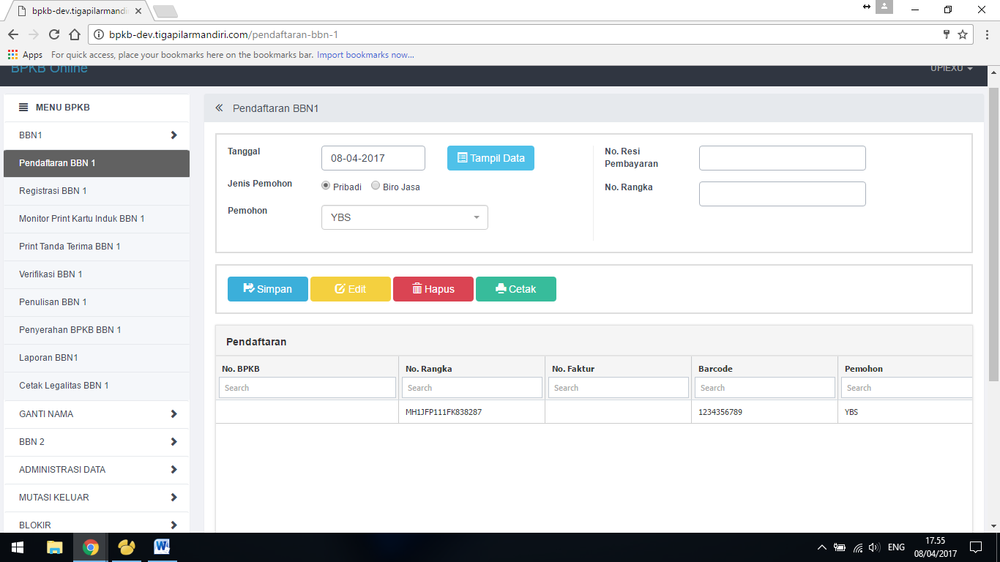 bpkb-dev.tigapilarmandi
bpkb-dev.tigapilarmandiri.com/pendaftaran-bbn-1
Apps For quick access, place your bookmarks here on the bookmarks bar. Import bookmarks now...
BPKB Online
UPIEXU
MENU BPKB
BBN1
Pendaftaran BBN 1
Registrasi BBN 1
Monitor Print Kartu Induk BBN 1
Print Tanda Terima BBN 1
Verifikasi BBN 1
Penulisan BBN 1
Penyerahan BPKB BBN 1
Laporan BBN1
Cetak Legalitas BBN 1
GANTI NAMA
BBN 2
ADMINISTRASI DATA
MUTASI KELUAR
BLOKIR
Pendaftaran BBN1
Tanggal 08-04-2017 Tampil Data
Jenis Pemohon Pribadi Biro Jasa
Pemohon YBS
No. Resi
Pembayaran
No. Rangka
Simpan Edit Hapus Cetak
Pendaftaran
No. BPKB No. Rangka No. Faktur Barcode Pemohon
Search Search Search Search Search
MH1JFP111FK838287 1234356789 YBS
ENG 17.55
08/04/2017